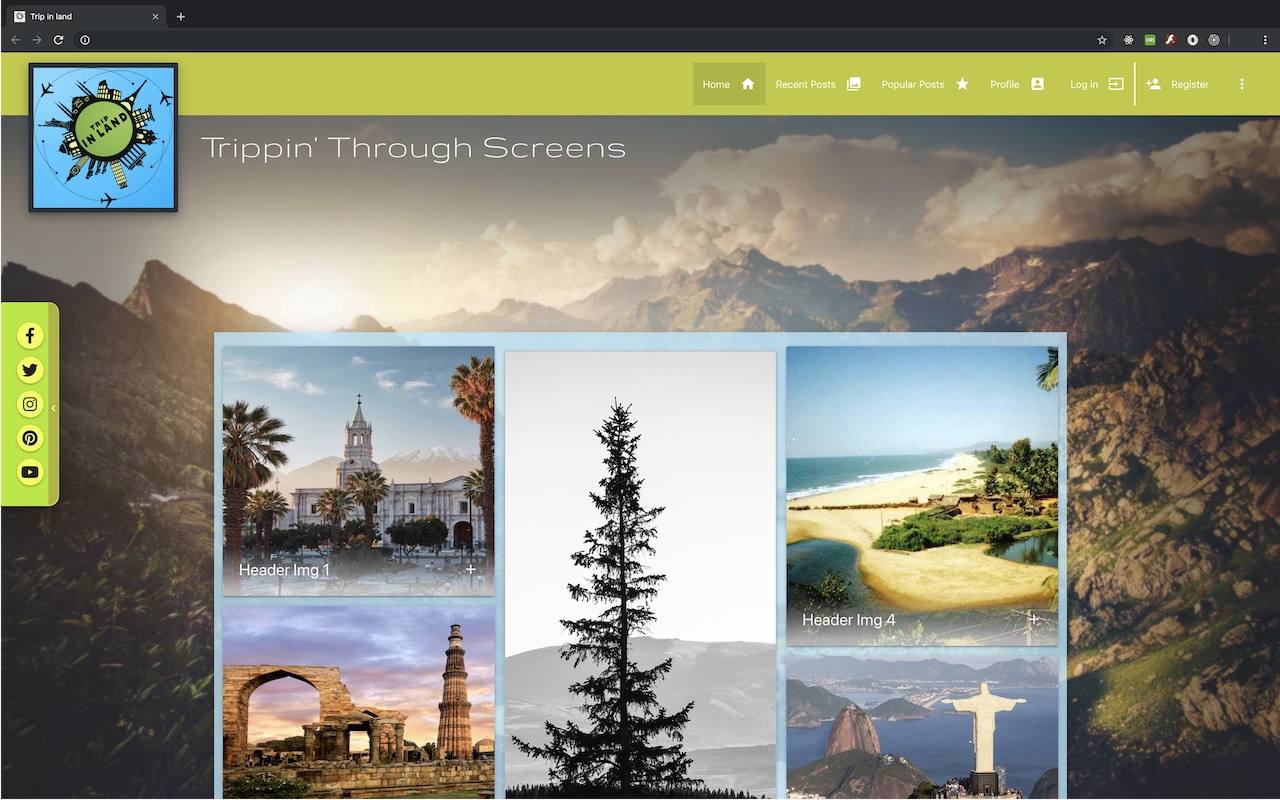 Trip in land
Home
Recent Posts
Popular Posts
Profile
Log in
Register
TRIP
IN LAND
Trippin' Through Screens
Header Img 1
Header Img 4